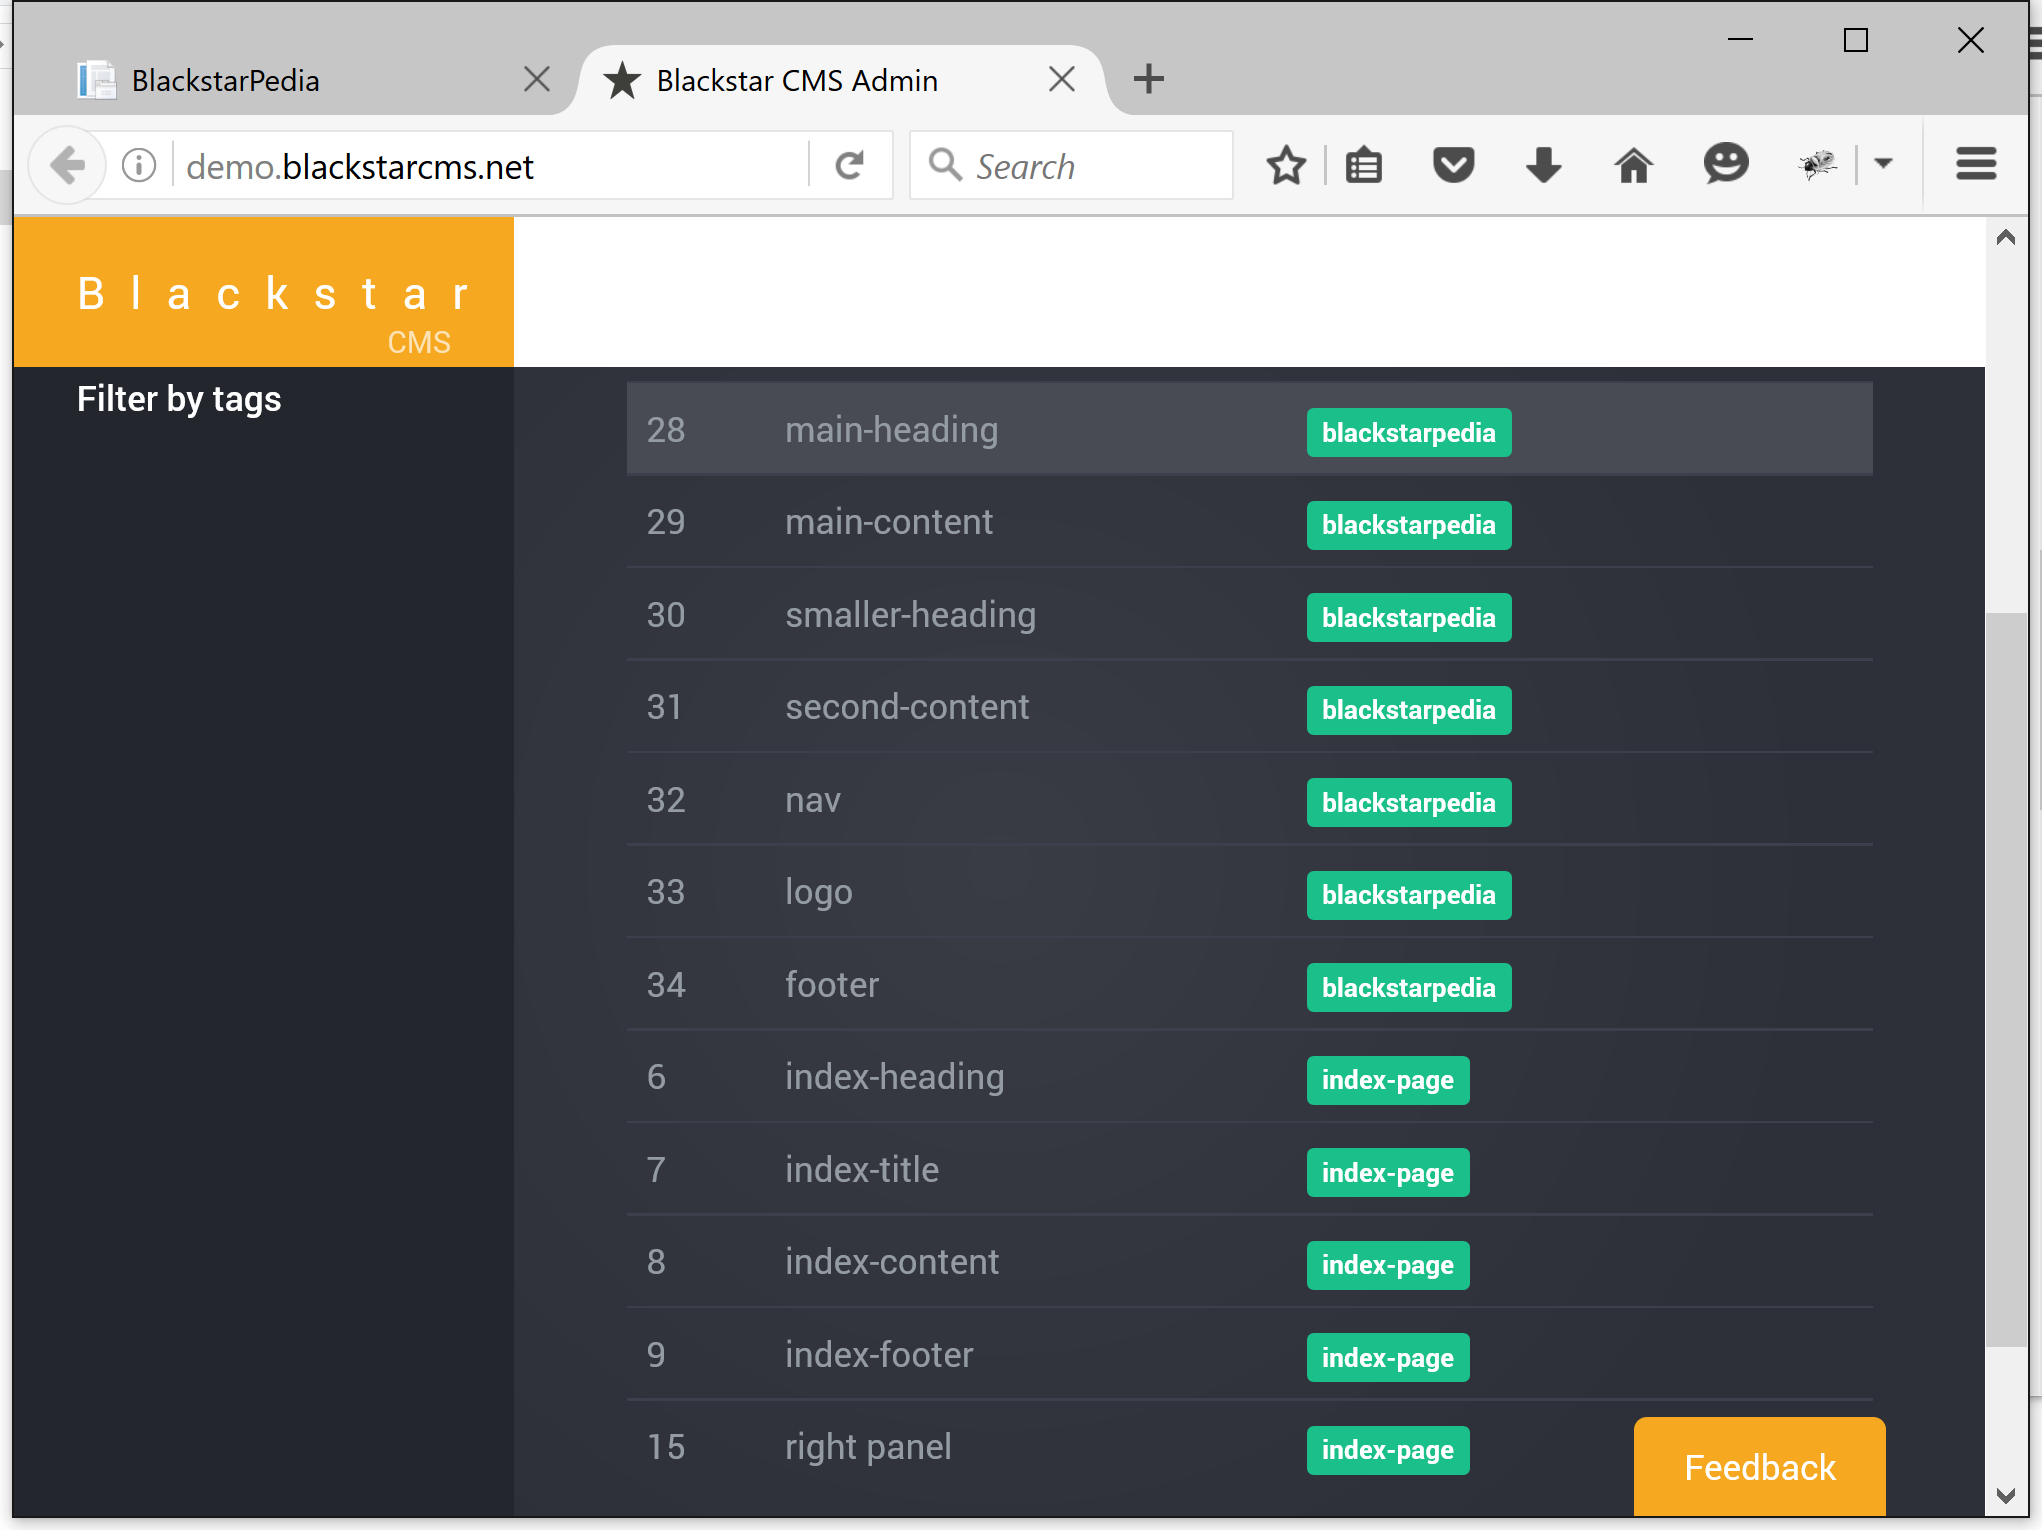 BlackstarPedia
Blackstar CMS Admin
demo.blackstarcms.net
Search
Blackstar
CMS
Filter by tags
28 main-heading blackstarpedia
29 main-content blackstarpedia
30 smaller-heading blackstarpedia
31 second-content blackstarpedia
32 nav blackstarpedia
33 logo blackstarpedia
34 footer blackstarpedia
6 index-heading index-page
7 index-title index-page
8 index-content index-page
9 index-footer index-page
15 right panel index-page
Feedback